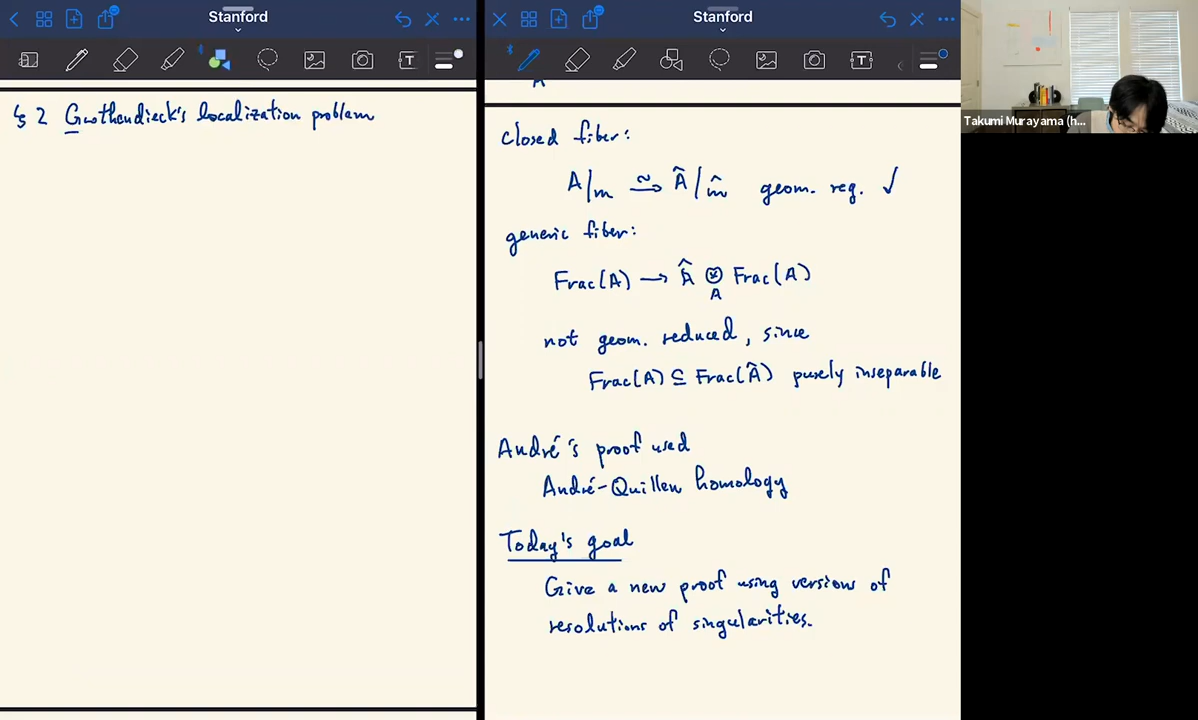 Stanford
§ 2 Grothendieck's localization problem
Stanford
A
closed fiber:
A/m ⥲ Â/m̂ geom. reg. ✓
generic fiber:
Frac(A) → Â ⊗ Frac(A)
A
not geom. reduced, since
Frac(A) ⊆ Frac(Â) purely inseparable
André's proof used
André-Quillen homology
Today's goal
Give a new proof using versions of
resolutions of singularities.
Takumi Murayama (h...